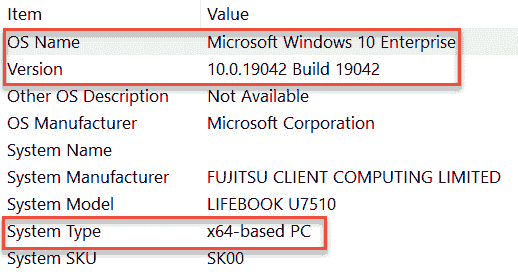 Item Value
OS Name Microsoft Windows 10 Enterprise
Version 10.0.19042 Build 19042
Other OS Description Not Available
OS Manufacturer Microsoft Corporation
System Name
System Manufacturer FUJITSU CLIENT COMPUTING LIMITED
System Model LIFEBOOK U7510
System Type x64-based PC
System SKU SK00